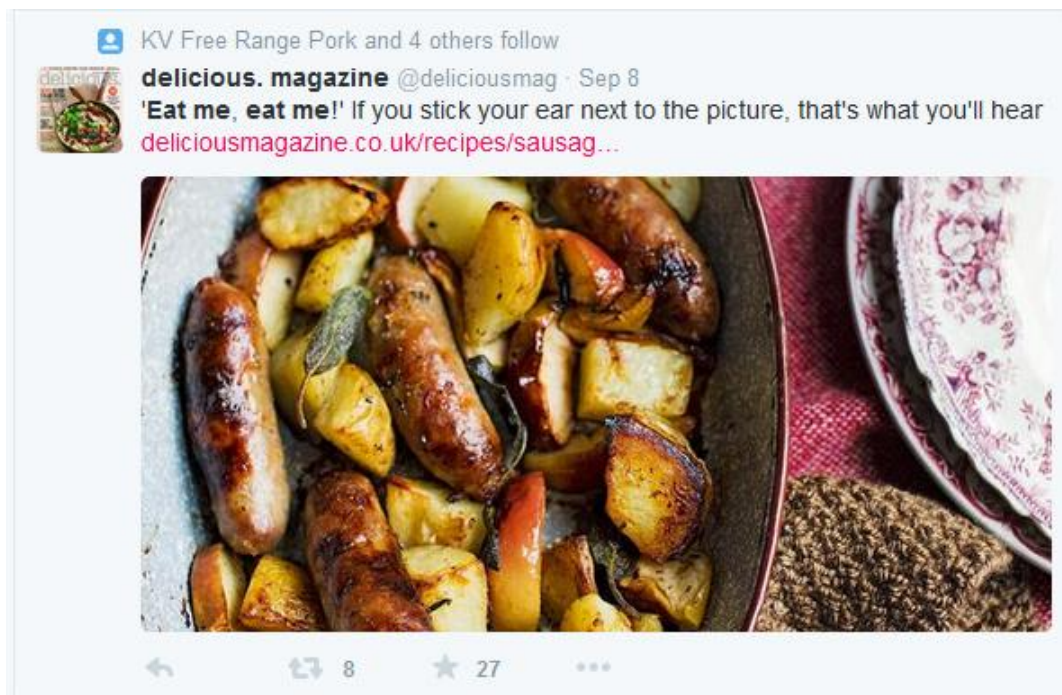 KV Free Range Pork and 4 others follow
delicious.
delicious. magazine @deliciousmag · Sep 8
'Eat me, eat me!' If you stick your ear next to the picture, that's what you'll hear
deliciousmagazine.co.uk/recipes/sausag…
8
27